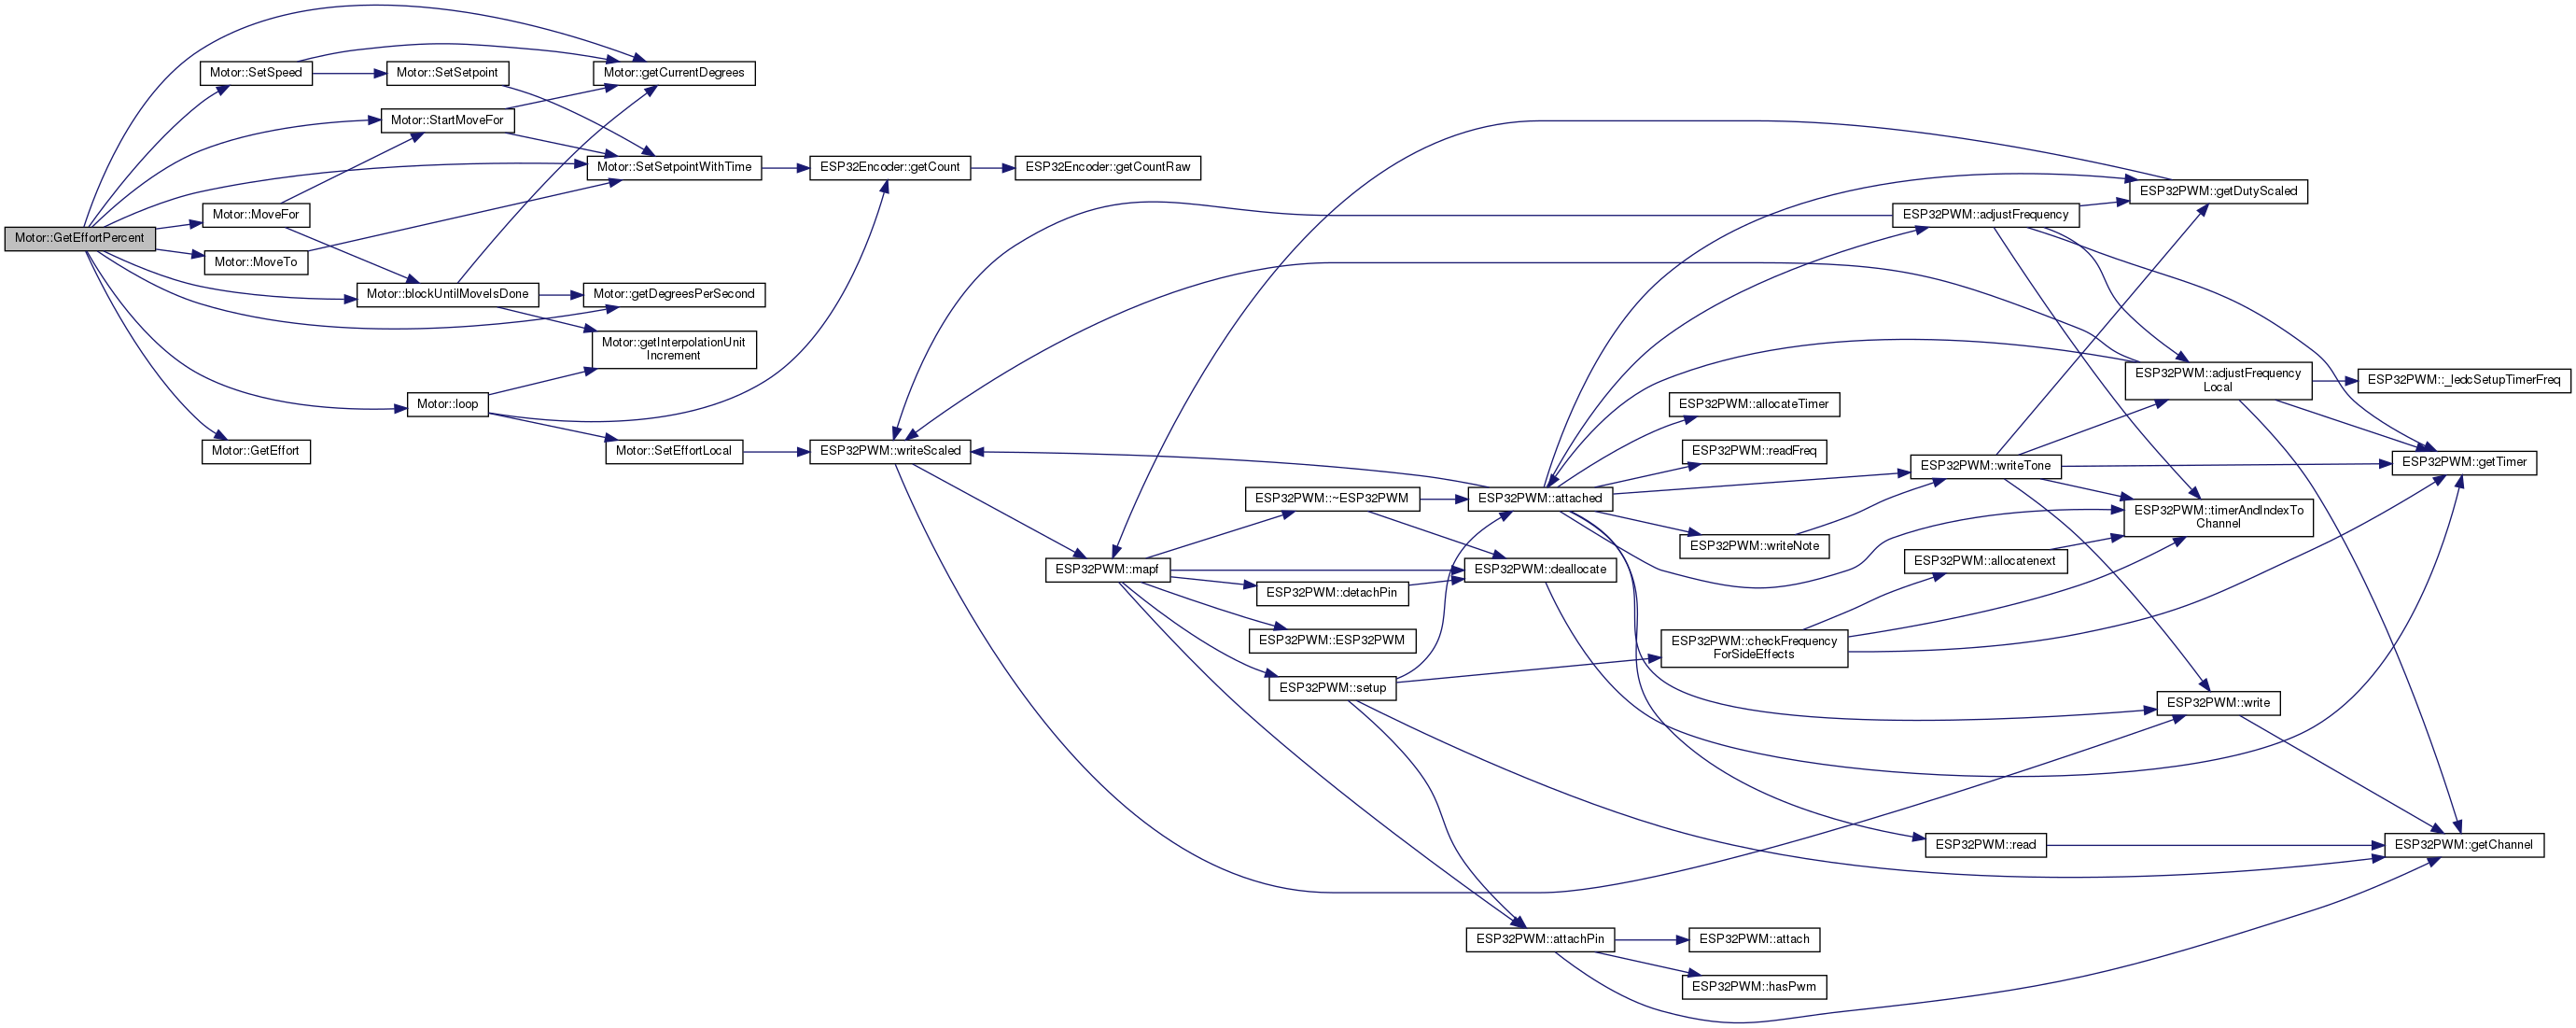 Motor::GetEffortPercent
Motor::SetSpeed
Motor::SetSetpoint
Motor::getCurrentDegrees
Motor::StartMoveFor
Motor::SetSetpointWithTime
ESP32Encoder::getCount
ESP32Encoder::getCountRaw
Motor::MoveFor
Motor::MoveTo
Motor::blockUntilMoveIsDone
Motor::getDegreesPerSecond
Motor::getInterpolationUnit
Increment
Motor::loop
Motor::GetEffort
Motor::SetEffortLocal
ESP32PWM::writeScaled
ESP32PWM::mapf
ESP32PWM::~ESP32PWM
ESP32PWM::detachPin
ESP32PWM::ESP32PWM
ESP32PWM::setup
ESP32PWM::attached
ESP32PWM::deallocate
ESP32PWM::attachPin
ESP32PWM::allocateTimer
ESP32PWM::readFreq
ESP32PWM::writeNote
ESP32PWM::checkFrequency
ForSideEffects
ESP32PWM::attach
ESP32PWM::hasPwm
ESP32PWM::adjustFrequency
ESP32PWM::writeTone
ESP32PWM::allocatenext
ESP32PWM::read
ESP32PWM::getDutyScaled
ESP32PWM::adjustFrequency
Local
ESP32PWM::timerAndIndexTo
Channel
ESP32PWM::write
ESP32PWM::_ledcSetupTimerFreq
ESP32PWM::getTimer
ESP32PWM::getChannel